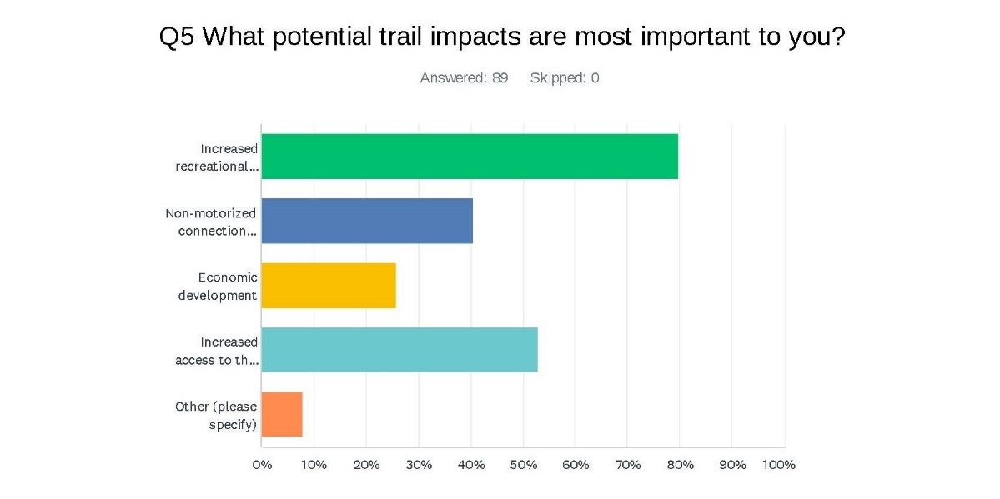 Q5 What potential trail impacts are most important to you?
Answered: 89 Skipped: 0
Increased
recreational...
Non-motorized
connection...
Economic
development
Increased
access to th...
Other (please
specify)
0% 10% 20% 30% 40% 50% 60% 70% 80% 90% 100%